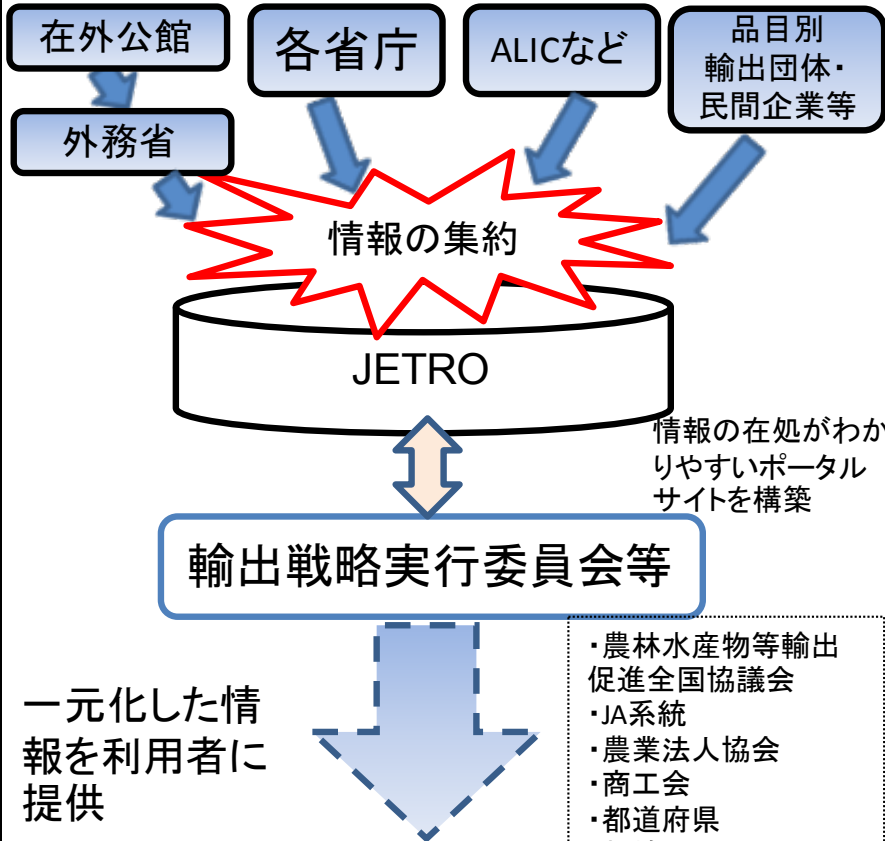 在外公館
各省庁
ALICなど
品目別
輸出団体・
民間企業等
外務省
情報の集約
JETRO
情報の在処がわか
りやすいポータル
サイトを構築
輸出戦略実行委員会等
一元化した情
報を利用者に
提供
・農林水産物等輸出
促進全国協議会
・JA系統
・農業法人協会
・商工会
・都道府県